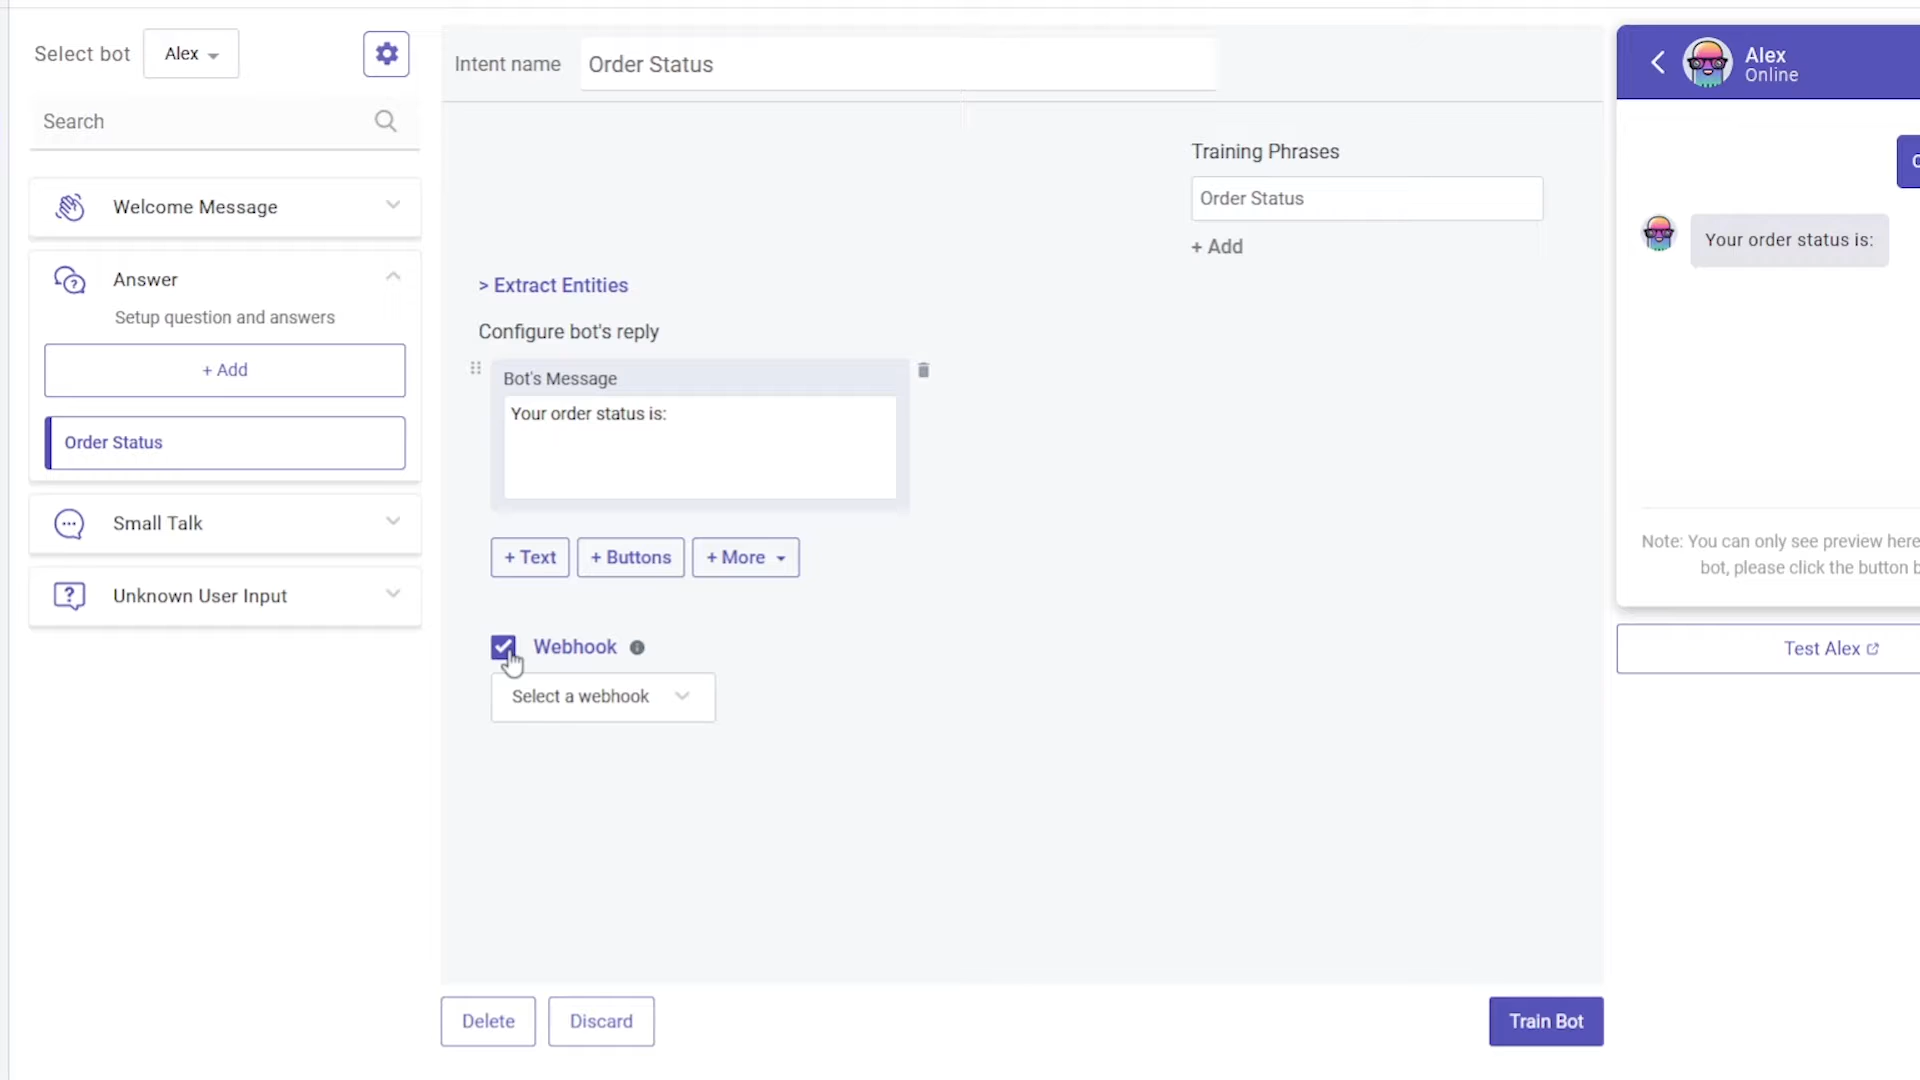 Select bot
Alex
Search
Welcome Message
Answer
Setup question and answers
+ Add
Order Status
Small Talk
Unknown User Input
Intent name
Order Status
Training Phrases
Order Status
+ Add
> Extract Entities
Configure bot's reply
Bot's Message
Your order status is:
+ Text
+ Buttons
+ More
Webhook
Select a webhook
Delete
Discard
Train Bot
Alex
Online
Your order status is:
Note: You can only see preview here
bot, please click the button b
Test Alex